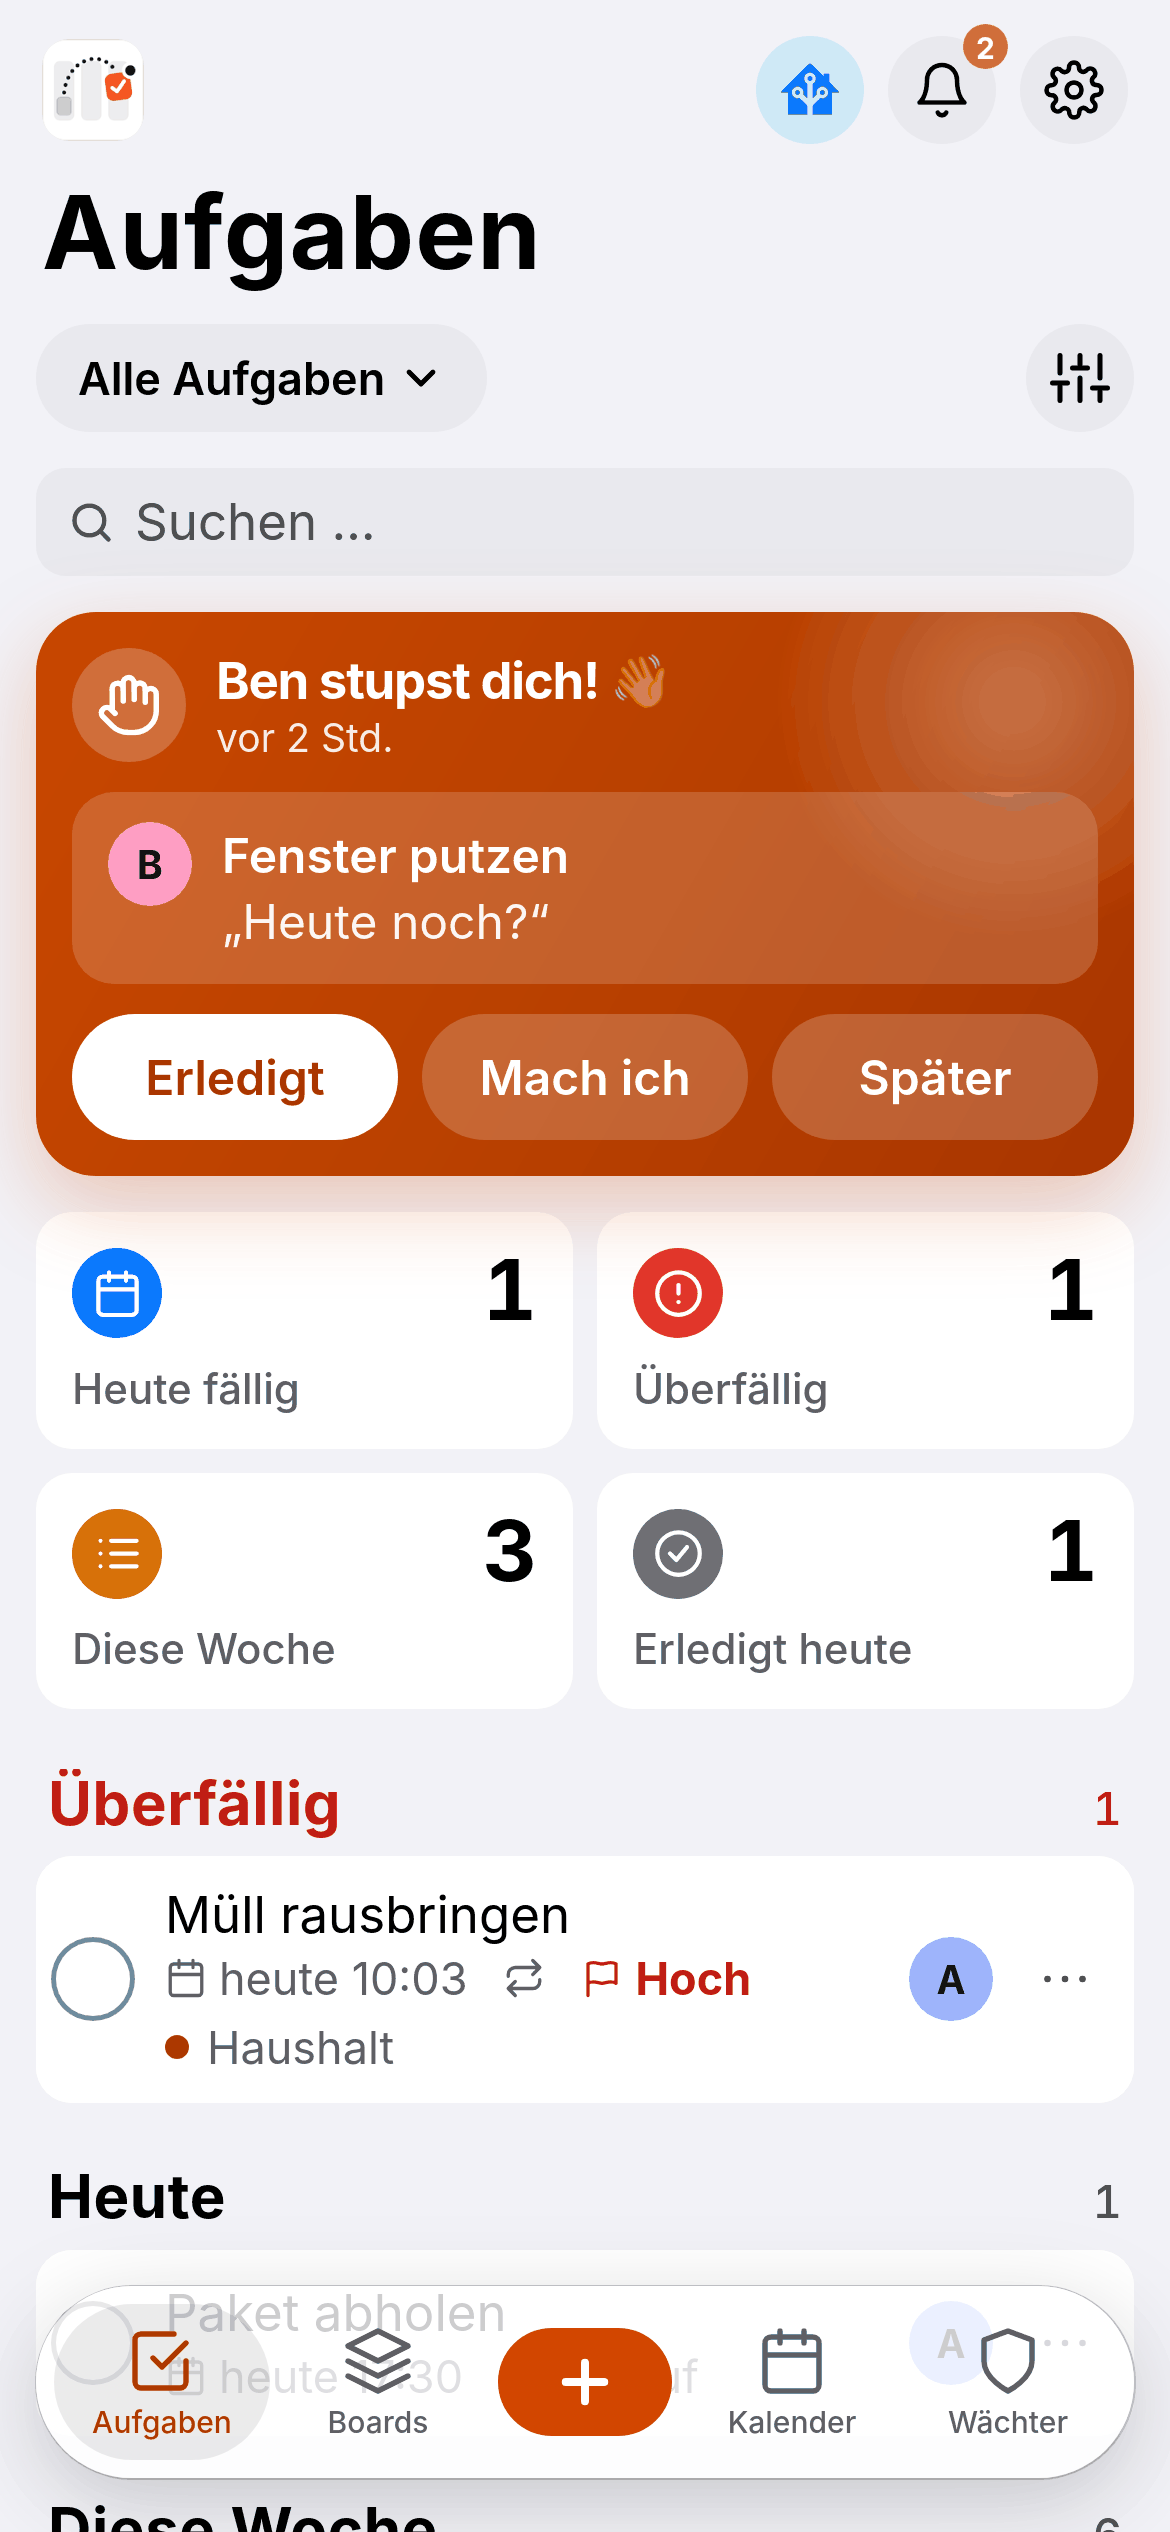 2
Aufgaben
Alle Aufgaben
Suchen ...
Ben stupst dich! 👋
vor 2 Std.
B
Fenster putzen
„Heute noch?“
Erledigt
Mach ich
Später
1
Heute fällig
1
Überfällig
3
Diese Woche
1
Erledigt heute
Überfällig
1
Müll rausbringen
heute 10:03
Hoch
A
Haushalt
Heute
1
Paket abholen
A
heute
Aufgaben
Boards
Kalender
Wächter
Diese Woche
6